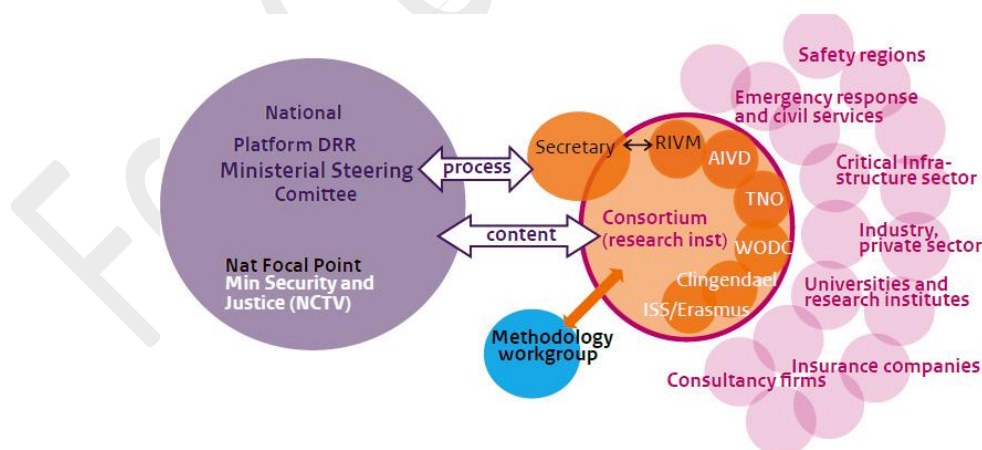 National
Platform DRR
Ministerial Steering
Comittee
Nat Focal Point
Min Security and
Justice (NCTV)
process
content
Secretary
RIVM
AIVD
TNO
WODC
Clingendael
ISS/Erasmus
Consortium
(research inst)
Methodology
workgroup
Safety regions
Emergency response
and civil services
Critical Infra-
structure sector
Industry,
private sector
Universities and
research institutes
Insurance companies
Consultancy firms